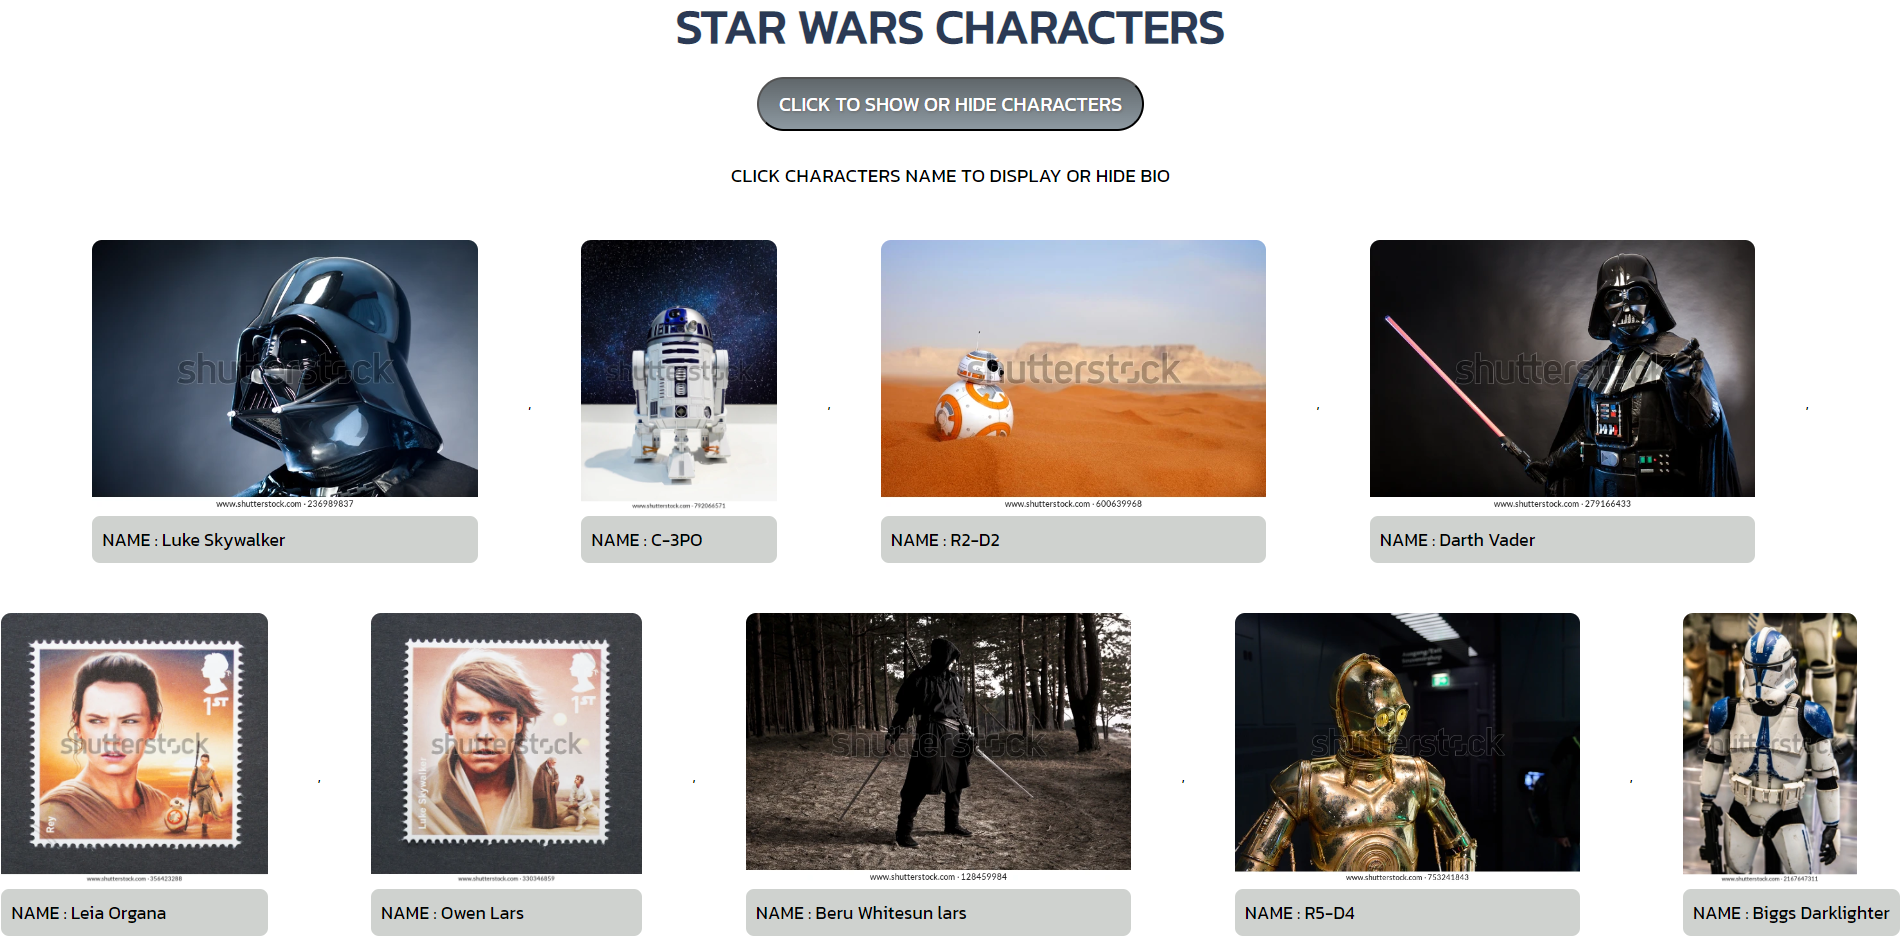 STAR WARS CHARACTERS
CLICK TO SHOW OR HIDE CHARACTERS
CLICK CHARACTERS NAME TO DISPLAY OR HIDE BIO
shutterstock
shutterstock
shutterstock
shutterstock
,
,
,
,
www.shutterstock.com · 236989837
www.shutterstock.com · 792066571
www.shutterstock.com · 600639968
www.shutterstock.com · 279166433
NAME : Luke Skywalker
NAME : C-3PO
NAME : R2-D2
NAME : Darth Vader
1ST
shutterstock
Rey
1ST
shutterstock
Luke Skywalker
shutterstock
shutterstock
shutterstock
,
,
,
,
www.shutterstock.com · 356423288
www.shutterstock.com · 330346859
www.shutterstock.com · 128459984
www.shutterstock.com · 753241843
www.shutterstock.com · 2167647311
NAME : Leia Organa
NAME : Owen Lars
NAME : Beru Whitesun lars
NAME : R5-D4
NAME : Biggs Darklighter